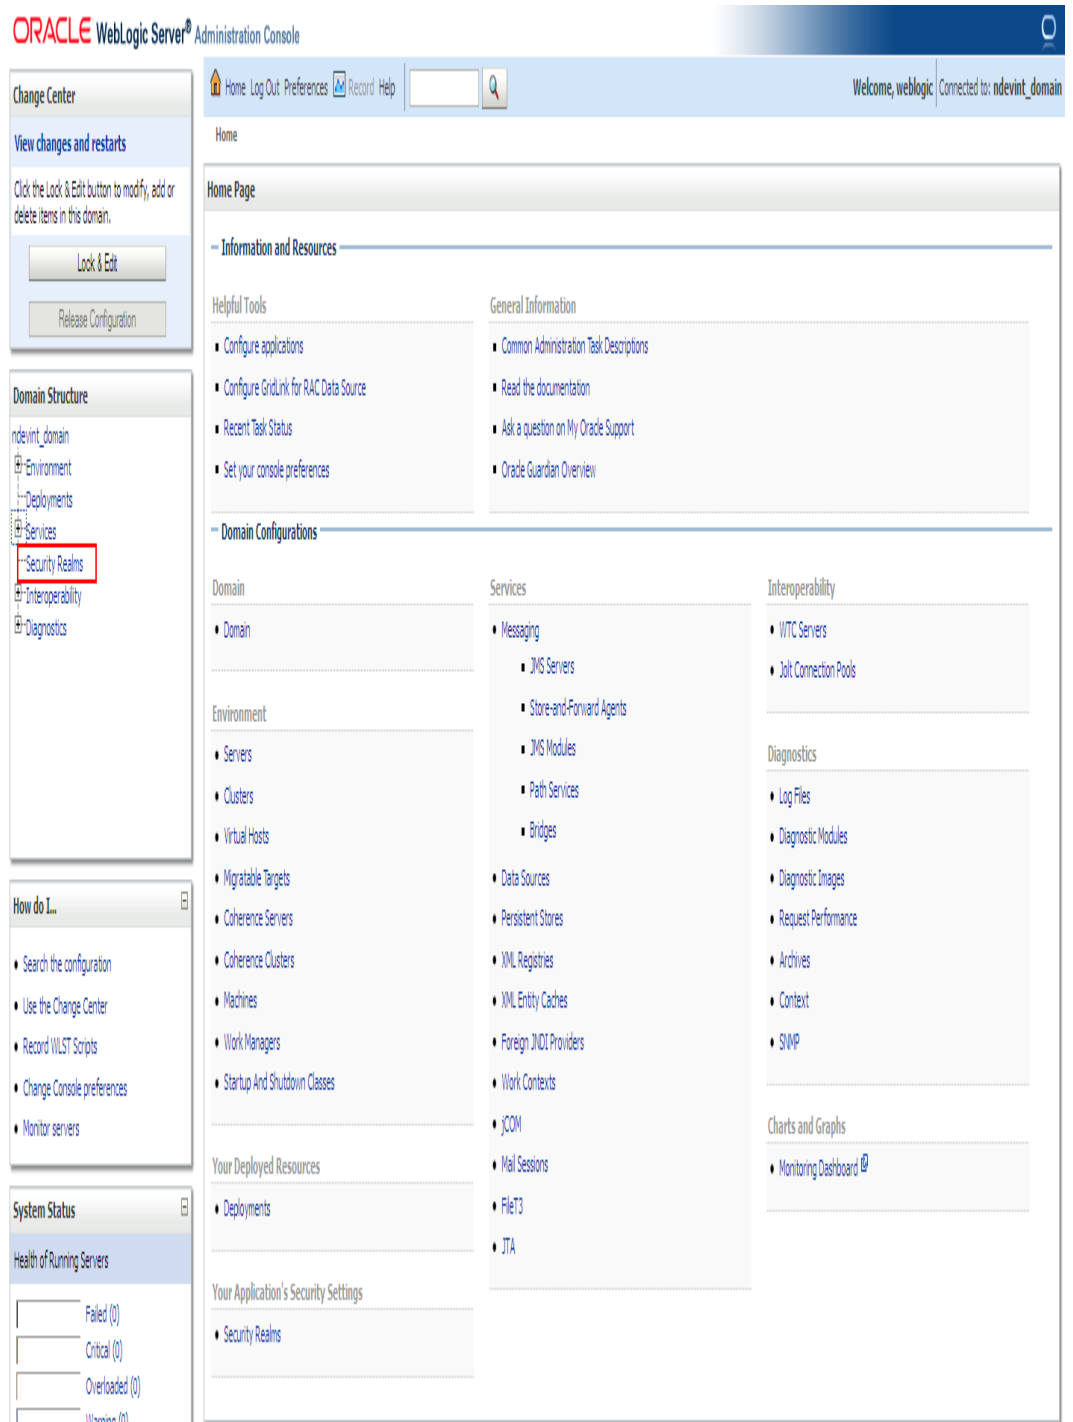 ORACLE WebLogic Server® Administration Console
Change Center
View changes and restarts
Click the Lock & Edit button to modify, add or
delete items in this domain.
Lock & Edit
Release Configuration
Domain Structure
ndevint_domain
Environment
Deployments
Services
Security Realms
Interoperability
Diagnostics
How do I...
Search the configuration
Use the Change Center
Record WLST Scripts
Change Console preferences
Monitor servers
System Status
Health of Running Servers
Failed (0)
Critical (0)
Overloaded (0)
Warning (0)
Home Log Out Preferences Record Help
Welcome, weblogic Connected to: ndevint_domain
Home
Home Page
Information and Resources
Helpful Tools
Configure applications
Configure GridLink for RAC Data Source
Recent Task Status
Set your console preferences
General Information
Common Administration Task Descriptions
Read the documentation
Ask a question on My Oracle Support
Oracle Guardian Overview
Domain Configurations
Domain
Domain
Environment
Servers
Clusters
Virtual Hosts
Migratable Targets
Coherence Servers
Coherence Clusters
Machines
Work Managers
Startup And Shutdown Classes
Your Deployed Resources
Deployments
Your Application's Security Settings
Security Realms
Services
Messaging
JMS Servers
Store-and-Forward Agents
JMS Modules
Path Services
Bridges
Data Sources
Persistent Stores
XML Registries
XML Entity Caches
Foreign JNDI Providers
Work Contexts
jCOM
Mail Sessions
FileT3
JTA
Interoperability
WTC Servers
Jolt Connection Pools
Diagnostics
Log Files
Diagnostic Modules
Diagnostic Images
Request Performance
Archives
Context
SNMP
Charts and Graphs
Monitoring Dashboard